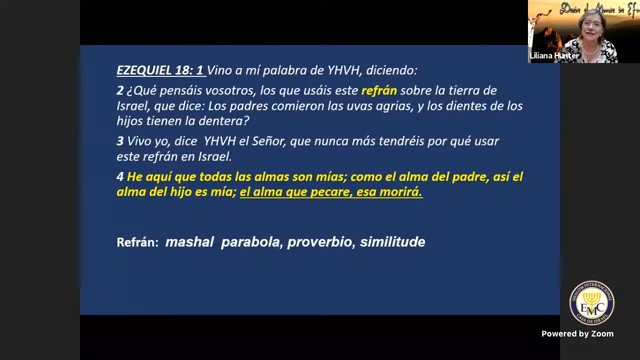 Liliana Hunter
EZEQUIEL 18: 1 Vino a mí palabra de YHVH, diciendo:
2 ¿Qué pensáis vosotros, los que usáis este refrán sobre la tierra de
Israel, que dice: Los padres comieron las uvas agrias, y los dientes de los
hijos tienen la dentera?
3 Vivo yo, dice YHVH el Señor, que nunca más tendréis por qué usar
este refrán en Israel.
4 He aquí que todas las almas son mías; como el alma del padre, así el
alma del hijo es mía; el alma que pecare, esa morirá.
Refrán: mashal parabola, proverbio, similitude
EMC
Powered by Zoom